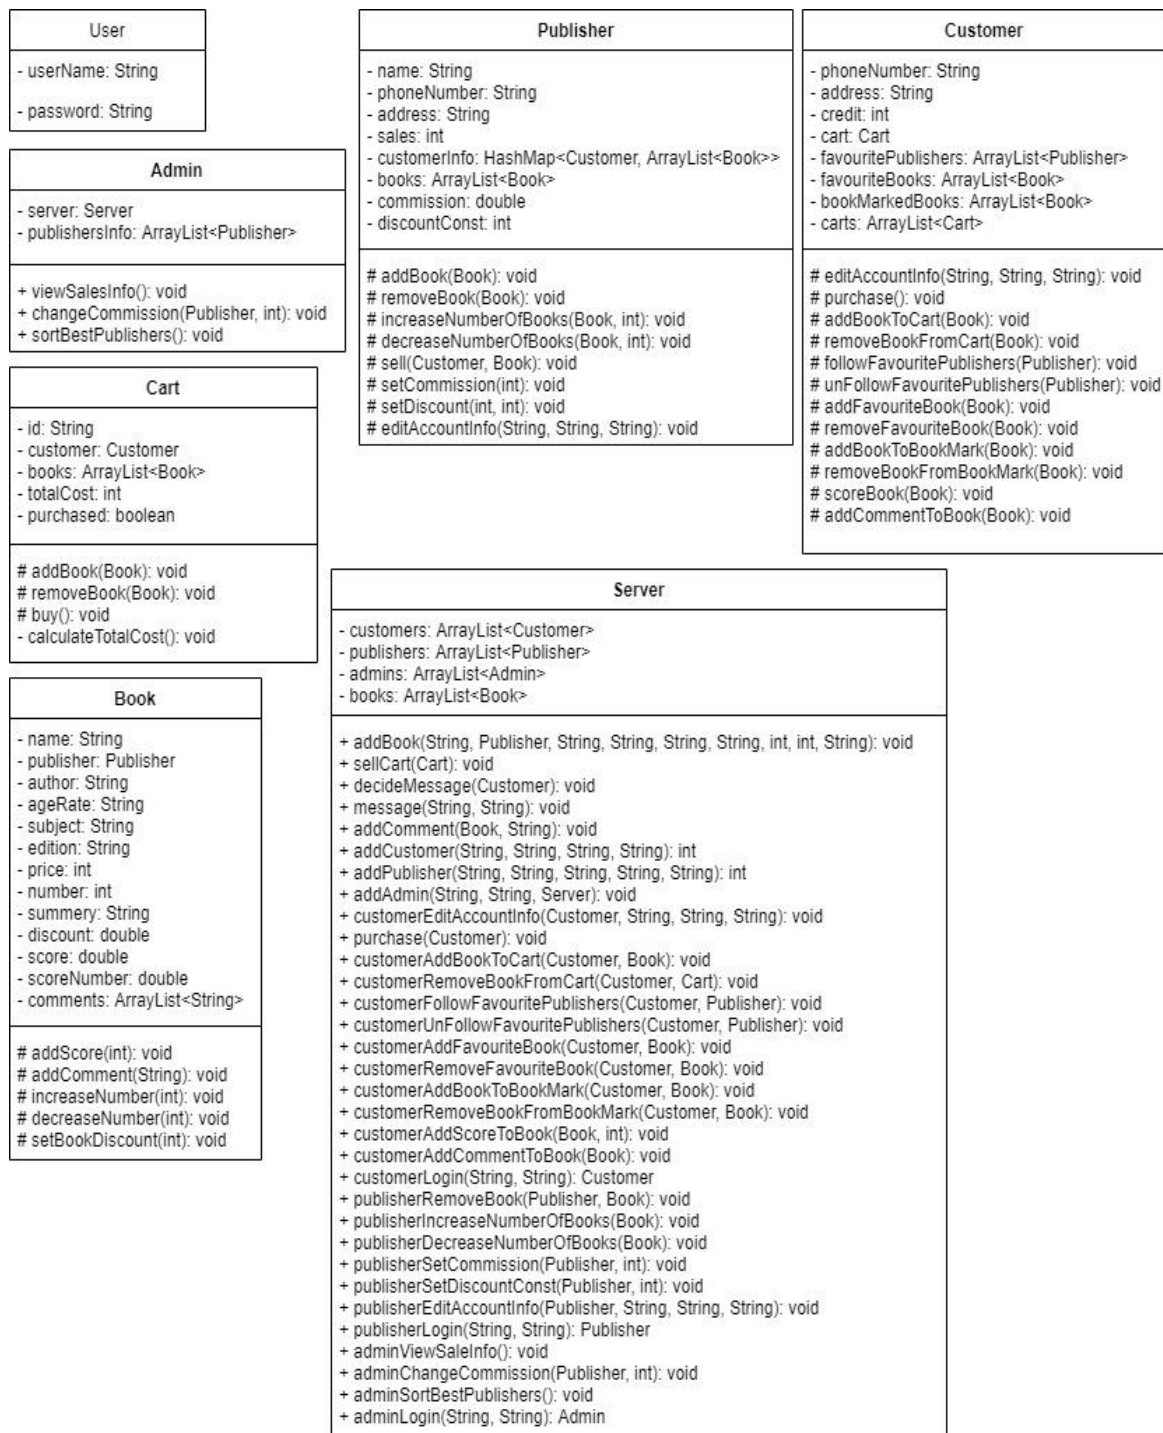 User
- userName: String
- password: String
Admin
- server: Server
- publishersInfo: ArrayList<Publisher>
+ viewSalesInfo(): void
+ changeCommission(Publisher, int): void
+ sortBestPublishers(): void
Cart
- id: String
- customer: Customer
- books: ArrayList<Book>
- totalCost: int
- purchased: boolean
# addBook(Book): void
# removeBook(Book): void
# buy(): void
- calculateTotalCost(): void
Book
- name: String
- publisher: Publisher
- author: String
- ageRate: String
- subject: String
- edition: String
- price: int
- number: int
- summery: String
- discount: double
- score: double
- scoreNumber: double
- comments: ArrayList<String>
# addScore(int): void
# addComment(String): void
# increaseNumber(int): void
# decreaseNumber(int): void
# setBookDiscount(int): void
Publisher
- name: String
- phoneNumber: String
- address: String
- sales: int
- customerInfo: HashMap<Customer, ArrayList<Book>>
- books: ArrayList<Book>
- commission: double
- discountConst: int
# addBook(Book): void
# removeBook(Book): void
# increaseNumberOfBooks(Book, int): void
# decreaseNumberOfBooks(Book, int): void
# sell(Customer, Book): void
# setCommission(int): void
# setDiscount(int, int): void
# editAccountInfo(String, String, String): void
Customer
- phoneNumber: String
- address: String
- credit: int
- cart: Cart
- favouritePublishers: ArrayList<Publisher>
- favouriteBooks: ArrayList<Book>
- bookMarkedBooks: ArrayList<Book>
- carts: ArrayList<Cart>
# editAccountInfo(String, String, String): void
# purchase(): void
# addBookToCart(Book): void
# removeBookFromCart(Book): void
# followFavouritePublishers(Publisher): void
# unFollowFavouritePublishers(Publisher): void
# addFavouriteBook(Book): void
# removeFavouriteBook(Book): void
# addBookToBookMark(Book): void
# removeBookFromBookMark(Book): void
# scoreBook(Book): void
# addCommentToBook(Book): void
Server
- customers: ArrayList<Customer>
- publishers: ArrayList<Publisher>
- admins: ArrayList<Admin>
- books: ArrayList<Book>
+ addBook(String, Publisher, String, String, String, String, int, int, String): void
+ sellCart(Cart): void
+ decideMessage(Customer): void
+ message(String, String): void
+ addComment(Book, String): void
+ addCustomer(String, String, String, String): int
+ addPublisher(String, String, String, String, String): int
+ addAdmin(String, String, Server): void
+ customerEditAccountInfo(Customer, String, String, String): void
+ purchase(Customer): void
+ customerAddBookToCart(Customer, Book): void
+ customerRemoveBookFromCart(Customer, Cart): void
+ customerFollowFavouritePublishers(Customer, Publisher): void
+ customerUnFollowFavouritePublishers(Customer, Publisher): void
+ customerAddFavouriteBook(Customer, Book): void
+ customerRemoveFavouriteBook(Customer, Book): void
+ customerAddBookToBookMark(Customer, Book): void
+ customerRemoveBookFromBookMark(Customer, Book): void
+ customerAddScoreToBook(Book, int): void
+ customerAddCommentToBook(Book): void
+ customerLogin(String, String): Customer
+ publisherRemoveBook(Publisher, Book): void
+ publisherIncreaseNumberOfBooks(Book): void
+ publisherDecreaseNumberOfBooks(Book): void
+ publisherSetCommission(Publisher, int): void
+ publisherSetDiscountConst(Publisher, int): void
+ publisherEditAccountInfo(Publisher, String, String, String): void
+ publisherLogin(String, String): Publisher
+ adminViewSaleInfo(): void
+ adminChangeCommission(Publisher, int): void
+ adminSortBestPublishers(): void
+ adminLogin(String, String): Admin